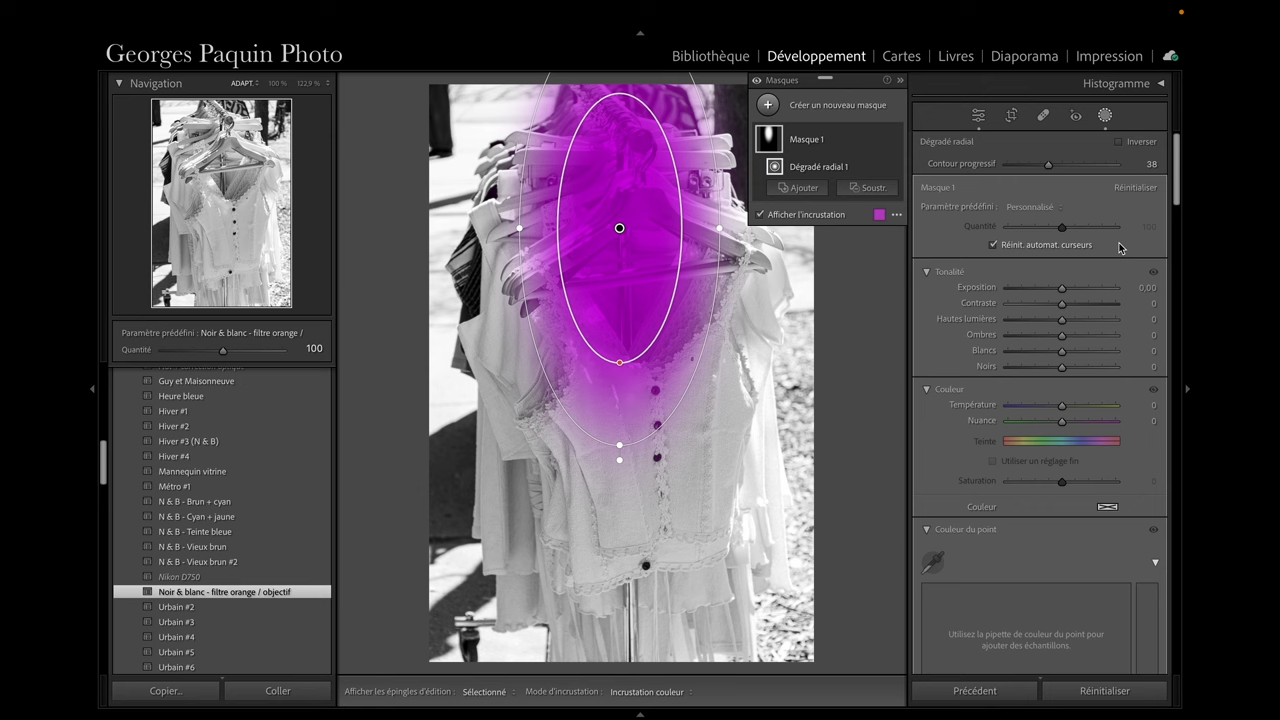 Georges Paquin Photo
Bibliothèque | Développement | Cartes | Livres | Diaporama | Impression
Navigation
ADAPT. 100 % 122,9 %
Paramètre prédéfini : Noir & blanc - filtre orange /
Quantité 100
Guy et Maisonneuve
Heure bleue
Hiver #1
Hiver #2
Hiver #3 (N & B)
Hiver #4
Mannequin vitrine
Métro #1
N & B - Brun + cyan
N & B - Cyan + jaune
N & B - Teinte bleue
N & B - Vieux brun
N & B - Vieux brun #2
Nikon D750
Noir & blanc - filtre orange / objectif
Urbain #2
Urbain #3
Urbain #4
Urbain #5
Urbain #6
Copier...
Coller
Afficher les épingles d'édition : Sélectionné
Mode d'incrustation : Incrustation couleur :
Masques
Créer un nouveau masque
Masque 1
Dégradé radial 1
Ajouter
Soustr.
Afficher l'incrustation
Histogramme
Dégradé radial
Inverser
Contour progressif 38
Masque 1
Réinitialiser
Paramètre prédéfini : Personnalisé
Quantité 100
Réinit. automat. curseurs
Tonalité
Exposition 0,00
Contraste 0
Hautes lumières 0
Ombres 0
Blancs 0
Noirs 0
Couleur
Température 0
Nuance 0
Teinte
Utiliser un réglage fin
Saturation 0
Couleur
Couleur du point
Utilisez la pipette de couleur du point pour
ajouter des échantillons.
Précédent
Réinitialiser